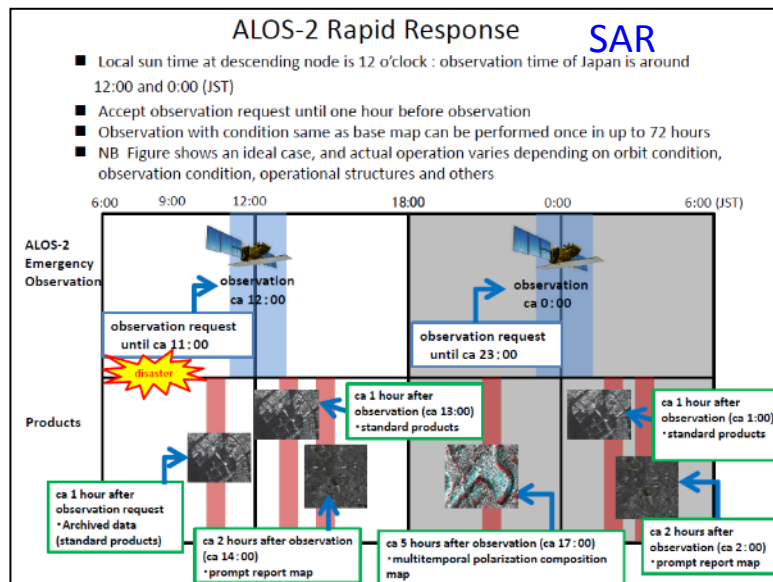 ALOS-2 Rapid Response
SAR
■ Local sun time at descending node is 12 o'clock : observation time of Japan is around
12:00 and 0:00 (JST)
■ Accept observation request until one hour before observation
■ Observation with condition same as base map can be performed once in up to 72 hours
■ NB Figure shows an ideal case, and actual operation varies depending on orbit condition,
observation condition, operational structures and others
6:00 9:00 12:00 18:00 0:00 6:00 (JST)
ALOS-2
Emergency
Observation
observation
ca 12:00
observation
ca 0:00
observation request
until ca 11:00
observation request
until ca 23:00
disaster
Products
ca 1 hour after
observation (ca 13:00)
・standard products
ca 1 hour after
observation (ca 1:00)
・standard products
ca 1 hour after
observation request
・Archived data
(standard products)
ca 2 hours after observation
(ca 14:00)
・prompt report map
ca 5 hours after observation (ca 17:00)
・multitemporal polarization composition
map
ca 2 hours after
observation (ca 2:00)
・prompt report map